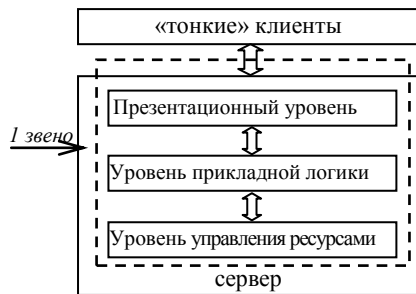 «тонкие» клиенты
Презентационный уровень
1 звено
Уровень прикладной логики
Уровень управления ресурсами
сервер